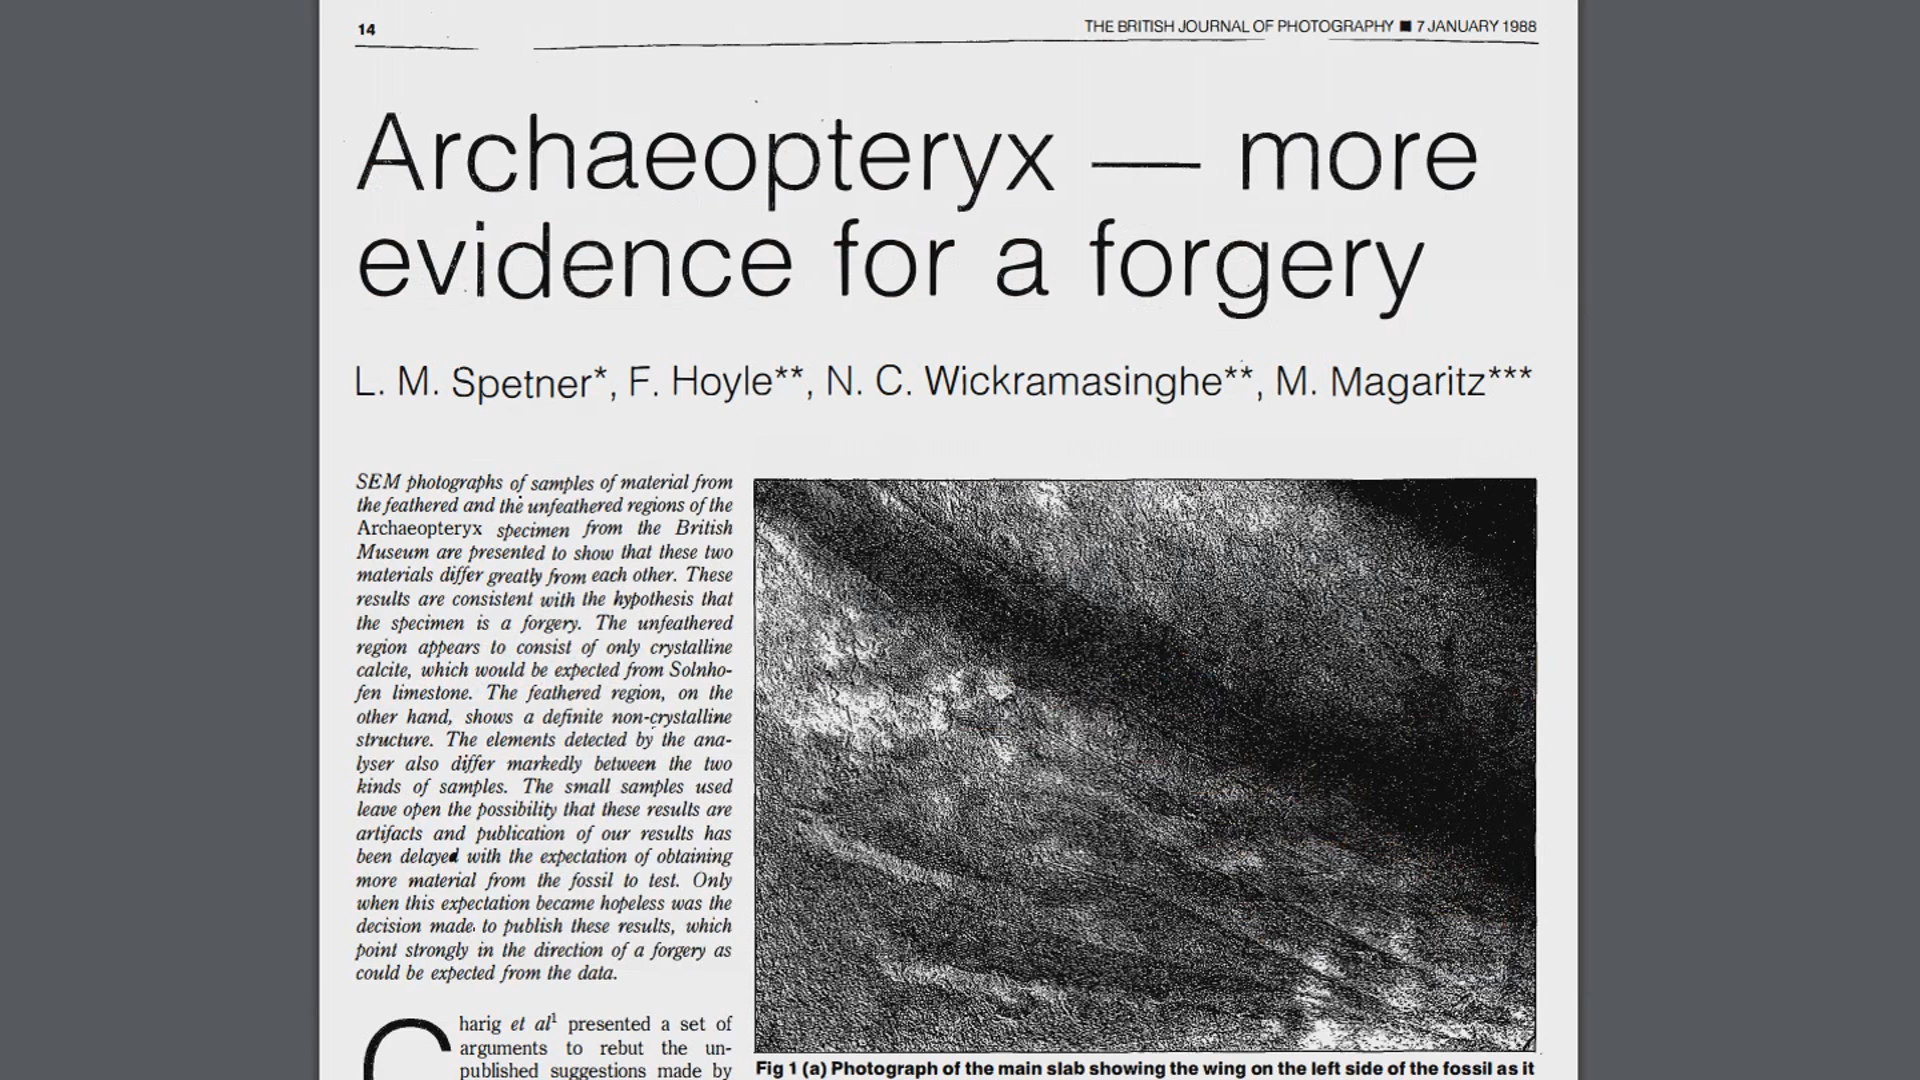 14
THE BRITISH JOURNAL OF PHOTOGRAPHY ■ 7 JANUARY 1988
Archaeopteryx — more
evidence for a forgery
L. M. Spetner*, F. Hoyle**, N. C. Wickramasinghe**, M. Magaritz***
SEM photographs of samples of material from
the feathered and the unfeathered regions of the
Archaeopteryx specimen from the British
Museum are presented to show that these two
materials differ greatly from each other. These
results are consistent with the hypothesis that
the specimen is a forgery. The unfeathered
region appears to consist of only crystalline
calcite, which would be expected from Solnho-
fen limestone. The feathered region, on the
other hand, shows a definite non-crystalline
structure. The elements detected by the ana-
lyser also differ markedly between the two
kinds of samples. The small samples used
leave open the possibility that these results are
artifacts and publication of our results has
been delayed with the expectation of obtaining
more material from the fossil to test. Only
when this expectation became hopeless was the
decision made to publish these results, which
point strongly in the direction of a forgery as
could be expected from the data.
Charig et al¹ presented a set of
arguments to rebut the un-
published suggestions made by
Fig 1 (a) Photograph of the main slab showing the wing on the left side of the fossil as it